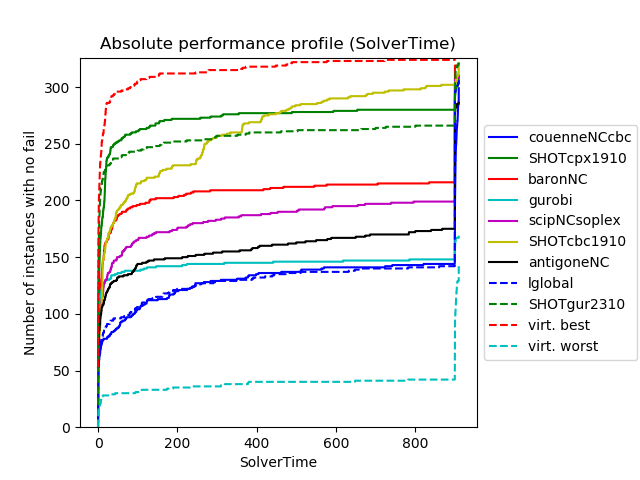 Absolute performance profile (SolverTime)
Number of instances with no fail
300
250
200
150
100
50
0
0 200 400 600 800
SolverTime
couenneNCcbc
SHOTcpx1910
baronNC
gurobi
scipNCsoplex
SHOTcbc1910
antigoneNC
lglobal
SHOTgur2310
virt. best
virt. worst